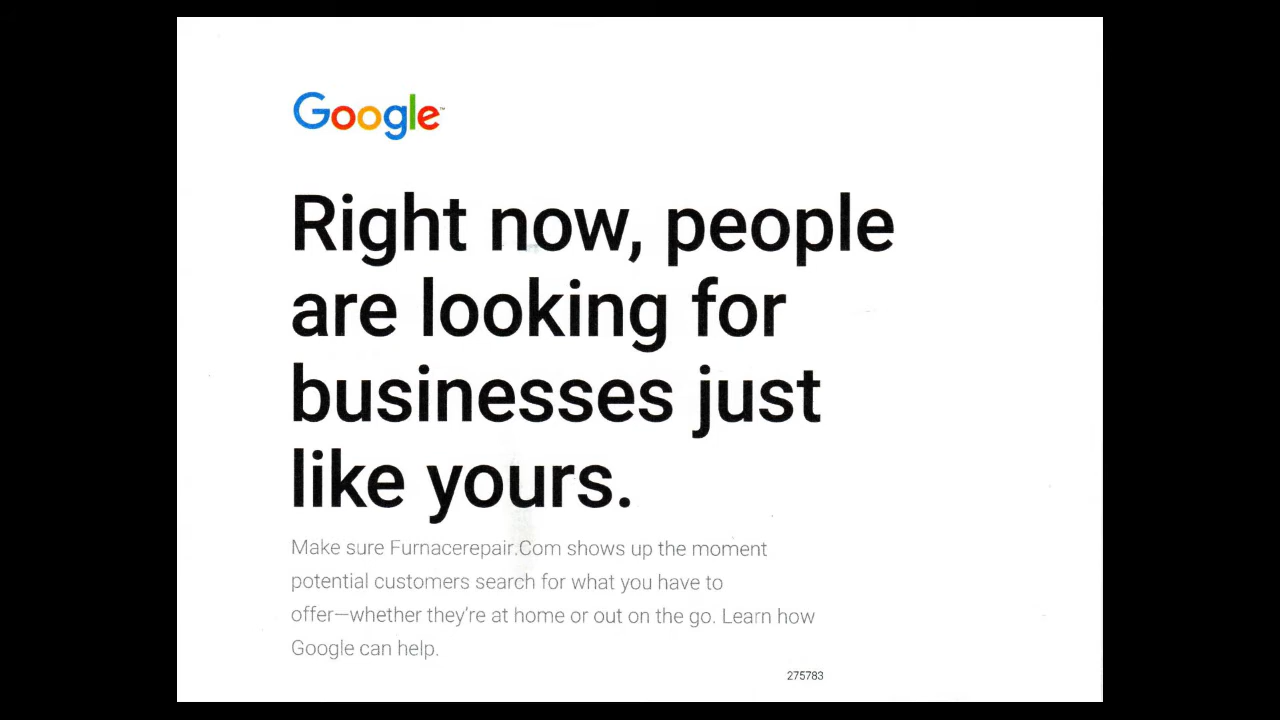 Google™
Right now, people
are looking for
businesses just
like yours.
Make sure Furnacerepair.Com shows up the moment
potential customers search for what you have to
offer—whether they're at home or out on the go. Learn how
Google can help.
275783